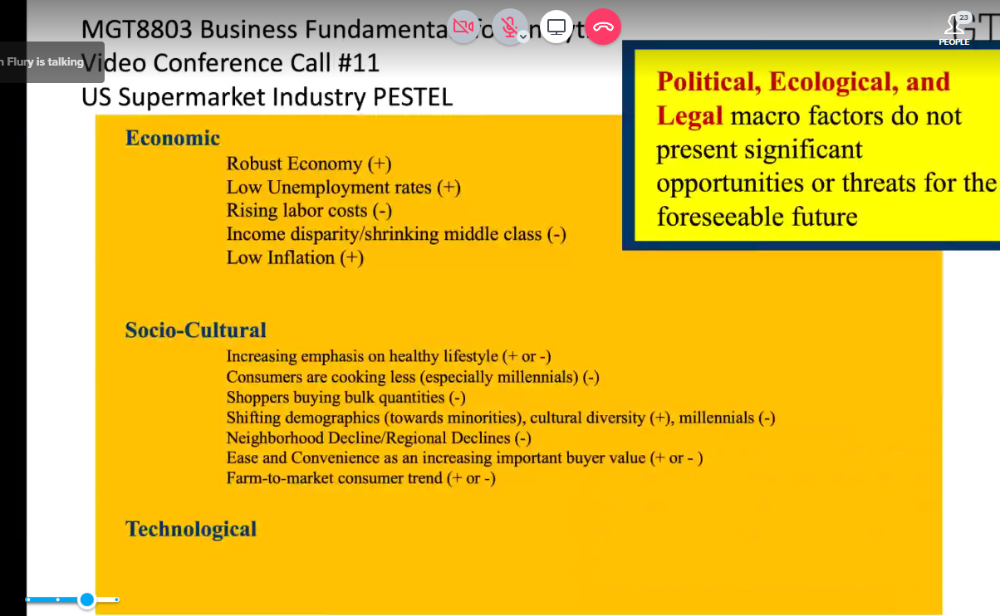 MGT8803 Business Fundamenta
Video Conference Call #11
US Supermarket Industry PESTEL
23
PEOPLE
Flury is talking
Political, Ecological, and
Legal macro factors do not
present significant
opportunities or threats for the
foreseeable future
Economic
Robust Economy (+)
Low Unemployment rates (+)
Rising labor costs (-)
Income disparity/shrinking middle class (-)
Low Inflation (+)
Socio-Cultural
Increasing emphasis on healthy lifestyle (+ or -)
Consumers are cooking less (especially millennials) (-)
Shoppers buying bulk quantities (-)
Shifting demographics (towards minorities), cultural diversity (+), millennials (-)
Neighborhood Decline/Regional Declines (-)
Ease and Convenience as an increasing important buyer value (+ or - )
Farm-to-market consumer trend (+ or -)
Technological